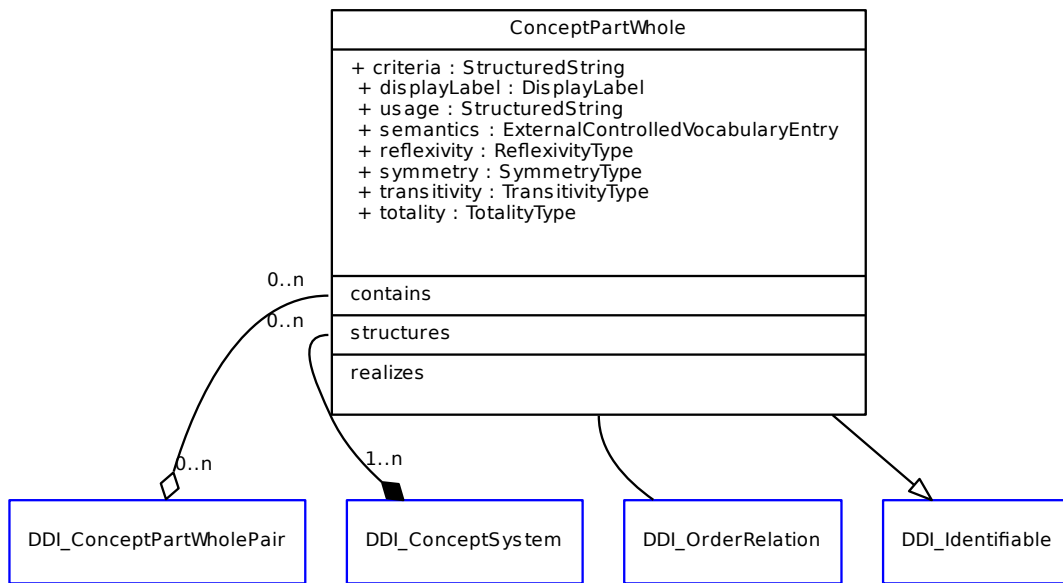 ConceptPartWhole
+ criteria : StructuredString
+ displayLabel : DisplayLabel
+ usage : StructuredString
+ semantics : ExternalControlledVocabularyEntry
+ reflexivity : ReflexivityType
+ symmetry : SymmetryType
+ transitivity : TransitivityType
+ totality : TotalityType
0..n
contains
0..n
structures
realizes
0..n
1..n
DDI_ConceptPartWholePair
DDI_ConceptSystem
DDI_OrderRelation
DDI_Identifiable